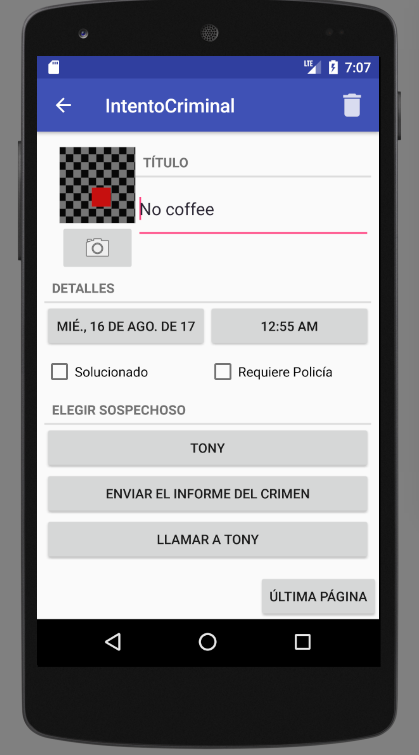 LTE 7:07
IntentoCriminal
TÍTULO
No coffee
DETALLES
MIÉ., 16 DE AGO. DE 17 12:55 AM
Solucionado Requiere Policía
ELEGIR SOSPECHOSO
TONY
ENVIAR EL INFORME DEL CRIMEN
LLAMAR A TONY
ÚLTIMA PÁGINA